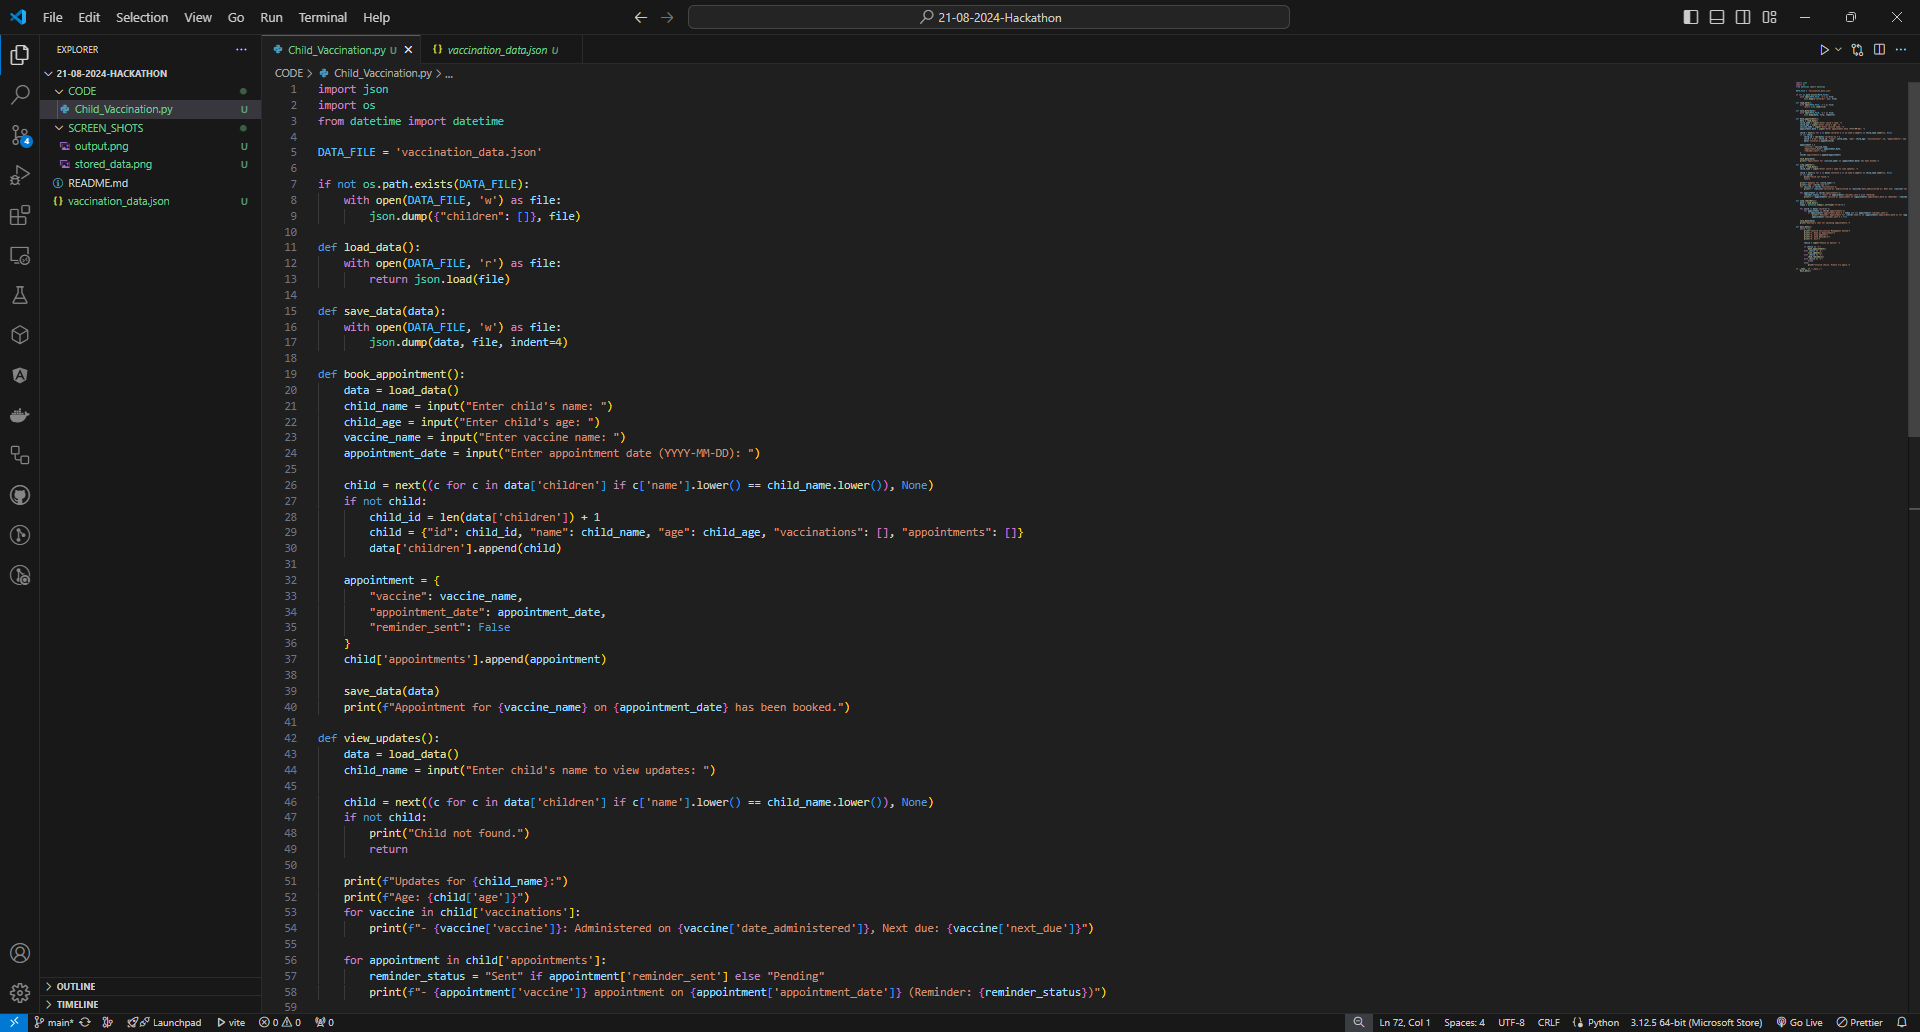 File Edit Selection View Go Run Terminal Help
21-08-2024-Hackathon
EXPLORER
21-08-2024-HACKATHON
CODE
Child_Vaccination.py U
SCREEN_SHOTS
output.png U
stored_data.png U
README.md
vaccination_data.json U
OUTLINE
TIMELINE
4
Child_Vaccination.py U
vaccination_data.json U
CODE > Child_Vaccination.py > ...
1 import json
2 import os
3 from datetime import datetime
4
5 DATA_FILE = 'vaccination_data.json'
6
7 if not os.path.exists(DATA_FILE):
8     with open(DATA_FILE, 'w') as file:
9         json.dump({"children": []}, file)
10
11 def load_data():
12     with open(DATA_FILE, 'r') as file:
13         return json.load(file)
14
15 def save_data(data):
16     with open(DATA_FILE, 'w') as file:
17         json.dump(data, file, indent=4)
18
19 def book_appointment():
20     data = load_data()
21     child_name = input("Enter child's name: ")
22     child_age = input("Enter child's age: ")
23     vaccine_name = input("Enter vaccine name: ")
24     appointment_date = input("Enter appointment date (YYYY-MM-DD): ")
25
26     child = next((c for c in data['children'] if c['name'].lower() == child_name.lower()), None)
27     if not child:
28         child_id = len(data['children']) + 1
29         child = {"id": child_id, "name": child_name, "age": child_age, "vaccinations": [], "appointments": []}
30         data['children'].append(child)
31
32     appointment = {
33         "vaccine": vaccine_name,
34         "appointment_date": appointment_date,
35         "reminder_sent": False
36     }
37     child['appointments'].append(appointment)
38
39     save_data(data)
40     print(f"Appointment for {vaccine_name} on {appointment_date} has been booked.")
41
42 def view_updates():
43     data = load_data()
44     child_name = input("Enter child's name to view updates: ")
45
46     child = next((c for c in data['children'] if c['name'].lower() == child_name.lower()), None)
47     if not child:
48         print("Child not found.")
49         return
50
51     print(f"Updates for {child_name}:")
52     print(f"Age: {child['age']}")
53     for vaccine in child['vaccinations']:
54         print(f"- {vaccine['vaccine']}: Administered on {vaccine['date_administered']}, Next due: {vaccine['next_due']}")
55
56     for appointment in child['appointments']:
57         reminder_status = "Sent" if appointment['reminder_sent'] else "Pending"
58         print(f"- {appointment['vaccine']} appointment on {appointment['appointment_date']} (Reminder: {reminder_status})")
59
main* Launchpad vite 0 0 0 Ln 72, Col 1 Spaces: 4 UTF-8 CRLF Python 3.12.5 64-bit (Microsoft Store) Go Live Prettier